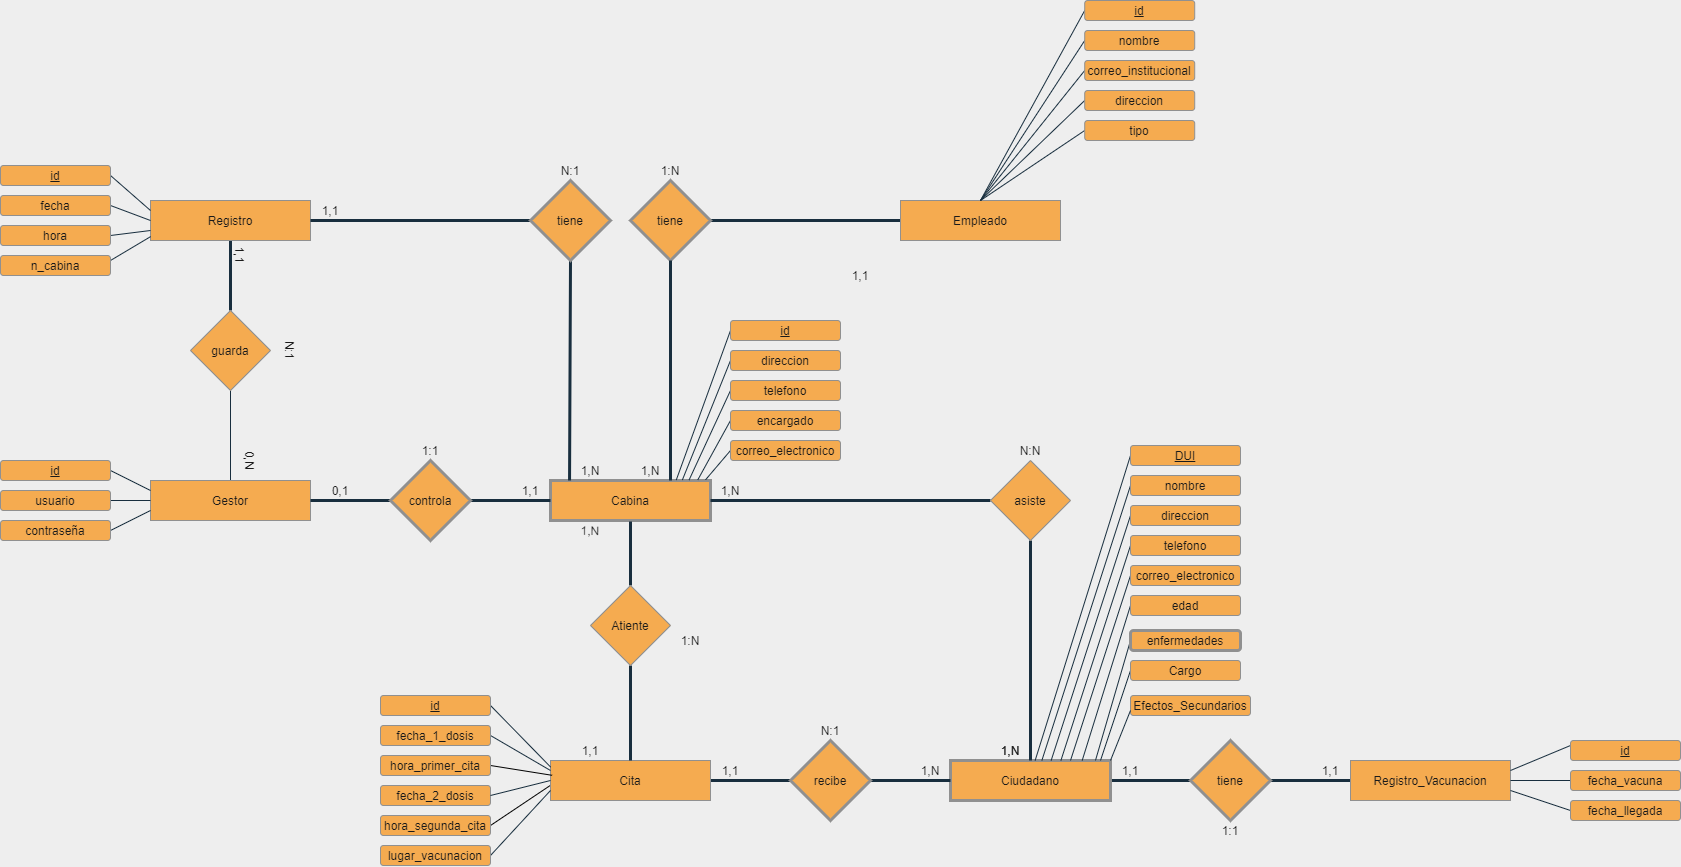 id
nombre
correo_institucional
direccion
tipo
N:1
1:N
id
fecha
hora
n_cabina
Registro
1,1
tiene
tiene
Empleado
1,1
1,1
guarda
N:1
id
direccion
telefono
encargado
correo_electronico
0,N
id
usuario
contraseña
Gestor
0,1
1:1
controla
1,1
1,N
1,N
Cabina
1,N
1,N
N:N
asiste
DUI
nombre
direccion
telefono
correo_electronico
edad
enfermedades
Cargo
Efectos_Secundarios
Atiente
1:N
id
fecha_1_dosis
hora_primer_cita
fecha_2_dosis
hora_segunda_cita
lugar_vacunacion
1,1
Cita
1,1
N:1
recibe
1,N
1,N
Ciudadano
1,1
tiene
1:1
1,1
Registro_Vacunacion
id
fecha_vacuna
fecha_llegada